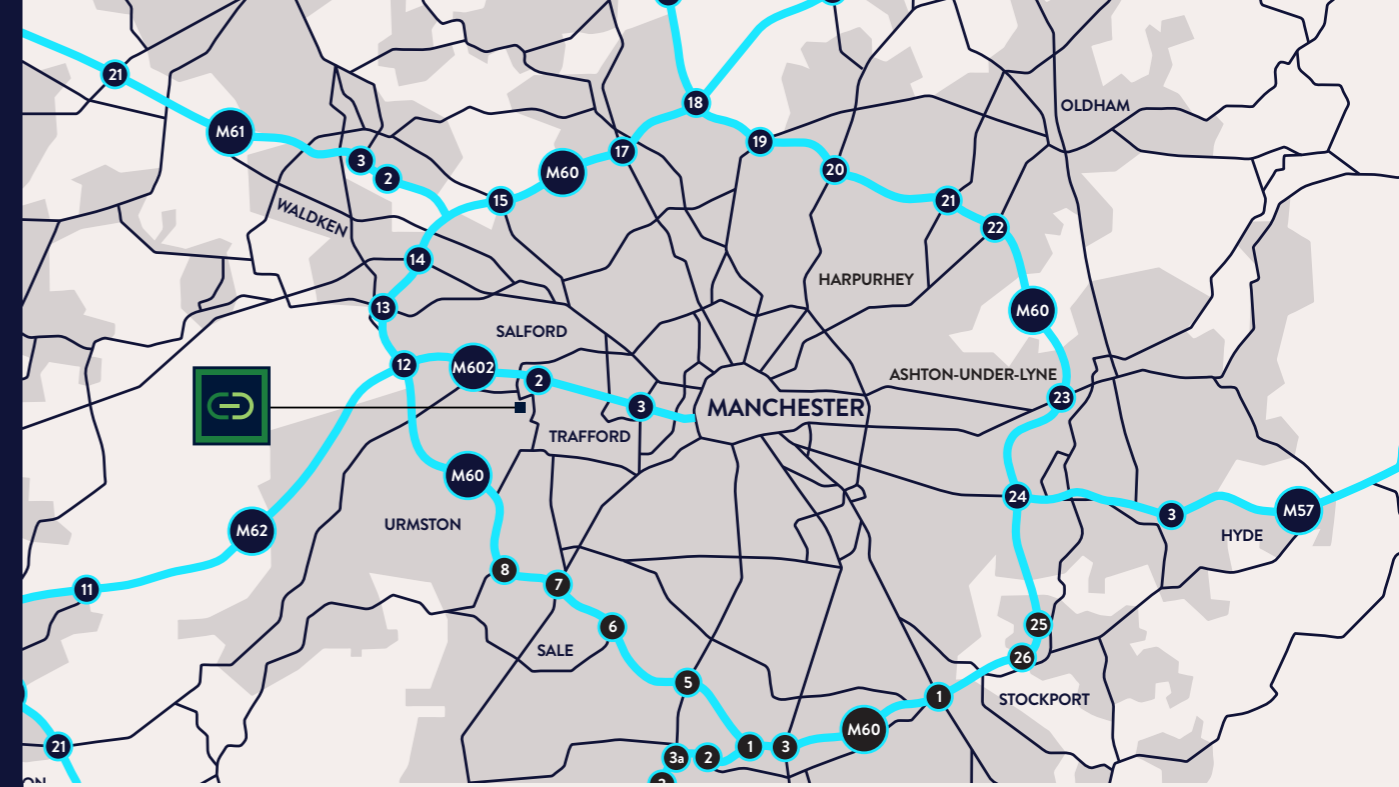 18
21
OLDHAM
M61
19
17
3
20
M60
2
15
21
WALDKEN
22
14
HARPURHEY
13
M60
SALFORD
12
M602
ASHTON-UNDER-LYNE
2
23
3
MANCHESTER
TRAFFORD
M60
24
M57
3
URMSTON
M62
HYDE
8
7
11
25
6
SALE
26
5
1
STOCKPORT
M60
21
1
3
3a
2